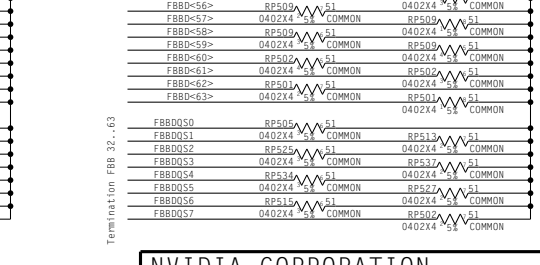 FBBD<56> RP509 51 0402X4 5% COMMON
FBBD<57> 0402X4 5% COMMON RP509 51
FBBD<58> RP509 51 0402X4 5% COMMON
FBBD<59> 0402X4 5% COMMON RP509 51
FBBD<60> RP502 51 0402X4 5% COMMON
FBBD<61> 0402X4 5% COMMON RP502 51
FBBD<62> RP501 51 0402X4 5% COMMON
FBBD<63> 0402X4 5% COMMON RP501 51
0402X4 5% COMMON
FBBDQS0 RP505 51
FBBDQS1 0402X4 5% COMMON RP513 51
FBBDQS2 RP525 51 0402X4 5% COMMON
FBBDQS3 0402X4 5% COMMON RP537 51
FBBDQS4 RP534 51 0402X4 5% COMMON
FBBDQS5 0402X4 5% COMMON RP527 51
FBBDQS6 RP515 51 0402X4 5% COMMON
FBBDQS7 0402X4 5% COMMON RP502 51
0402X4 5% COMMON
Termination FBB 32..63
NVIDIA CORPORATION